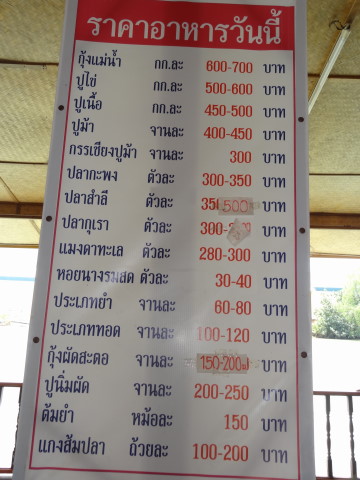 ราคาอาหารวันนี้
กุ้งแม่น้ำ กก.ละ 600-700 บาท
ปูไข่ กก.ละ 500-600 บาท
ปูเนื้อ กก.ละ 450-500 บาท
ปูม้า จานละ 400-450 บาท
กรรเชียงปูม้า จานละ 300 บาท
ปลากะพง ตัวละ 300-350 บาท
ปลาสำลี ตัวละ 35 500 บาท
ปลากุเรา ตัวละ 300- บาท
แมงดาทะเล ตัวละ 280-300 บาท
หอยนางรมสด ตัวละ 30-40 บาท
ประเภทยำ จานละ 60-80 บาท
ประเภททอด จานละ 100-120 บาท
กุ้งผัดสะตอ จานละ 150-200 บาท
ปูนิ่มผัด จานละ 200-250 บาท
ต้มยำ หม้อละ 150 บาท
แกงส้มปลา ถ้วยละ 100-200 บาท